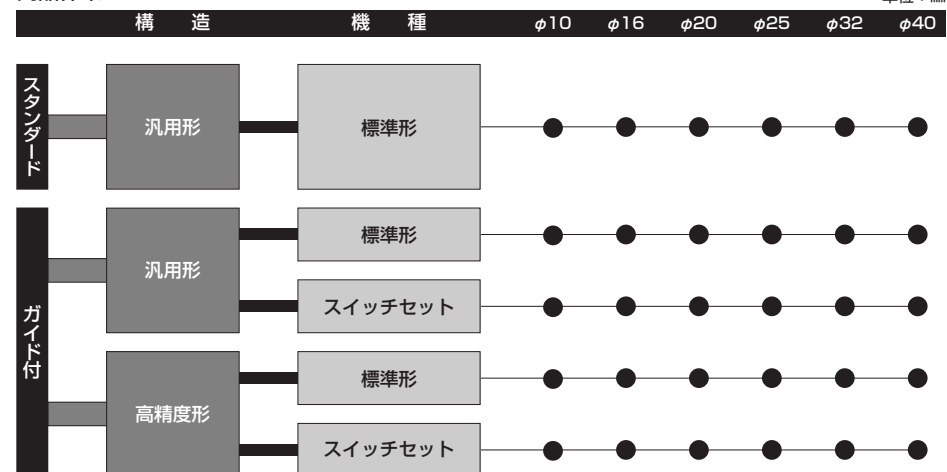 構造 機種 φ10 φ16 φ20 φ25 φ32 φ40
スタンダード 汎用形 標準形
ガイド付 汎用形 標準形
スイッチセット
高精度形 標準形
スイッチセット